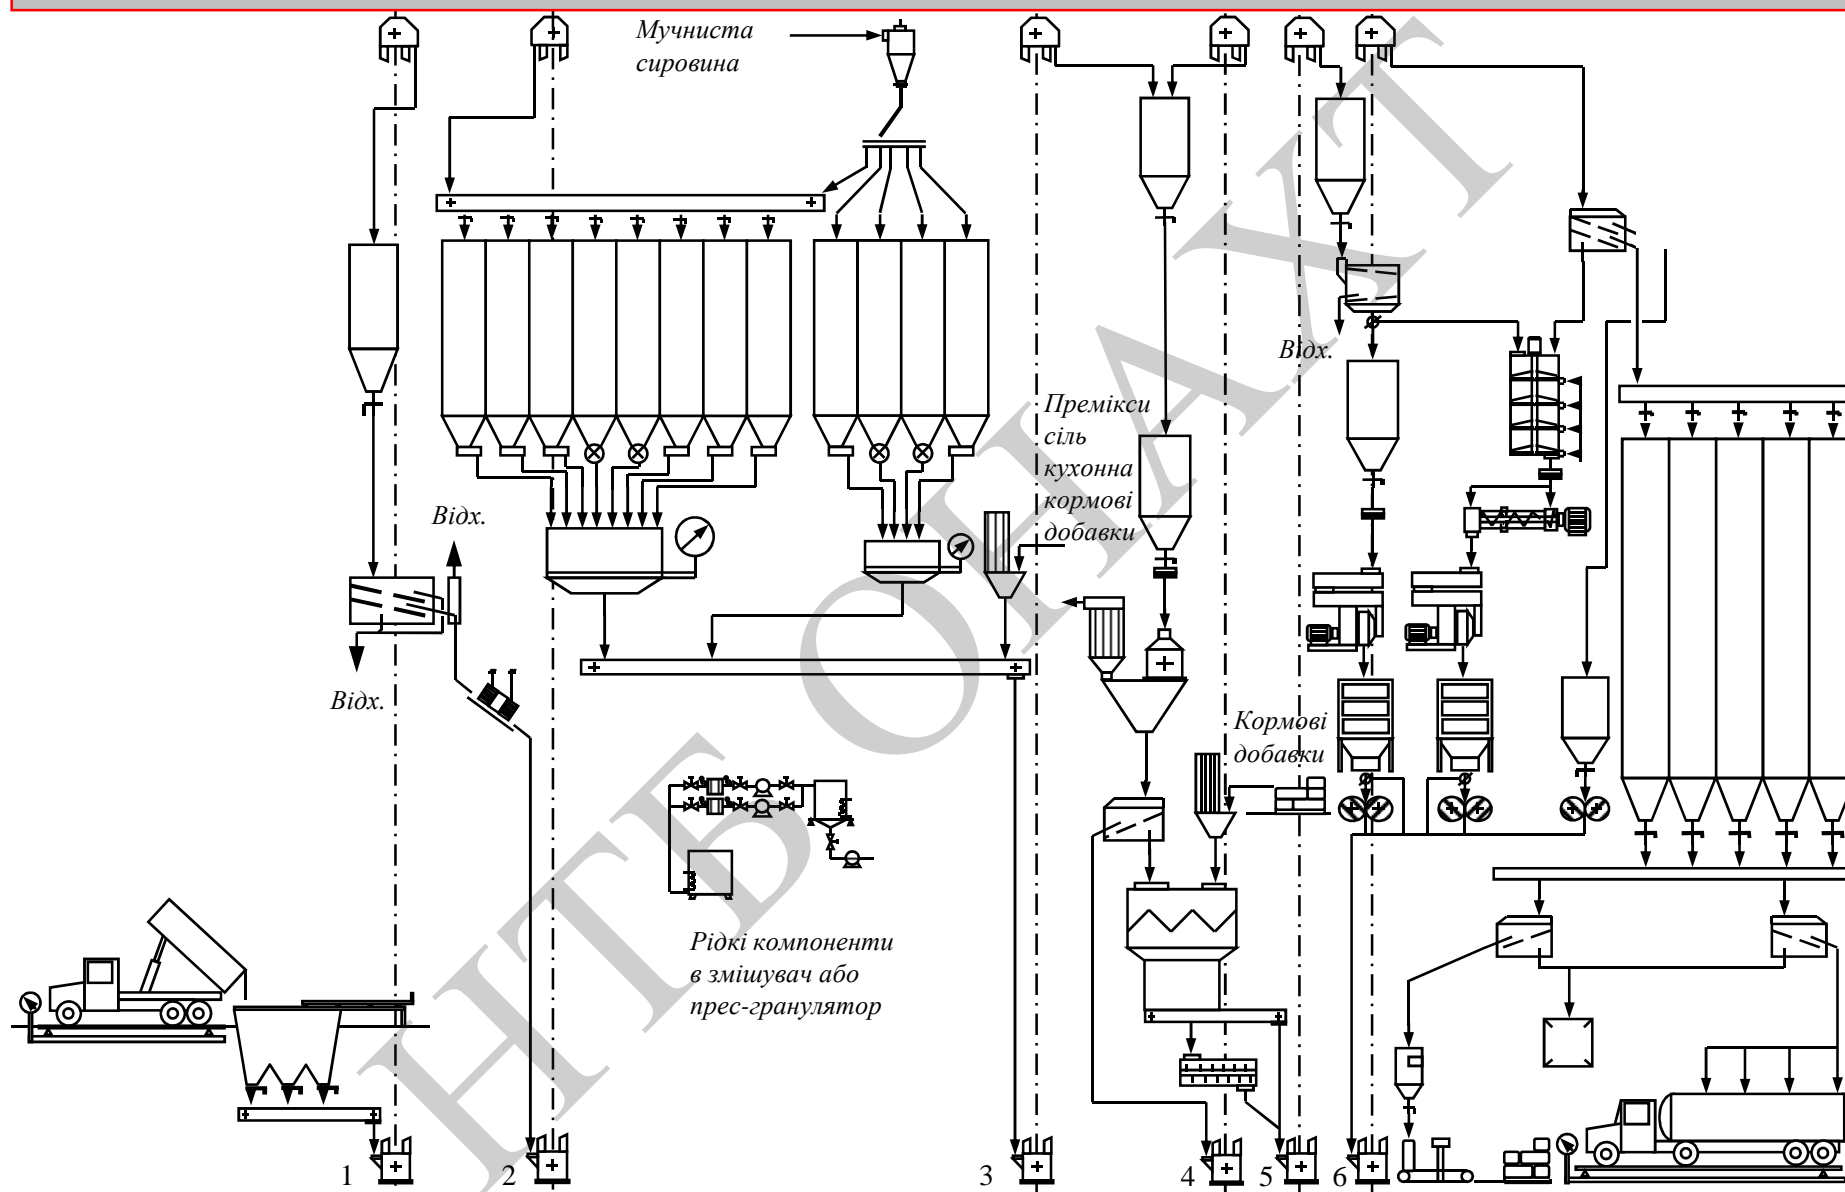 Мучниста
сировина
Відх.
Премікси
сіль
кухонна
кормові
добавки
Відх.
Відх.
Кормові
добавки
Рідкі компоненти
в змішувач або
прес-гранулятор
1
2
3
4
5
6
НТБ ОНАХТ